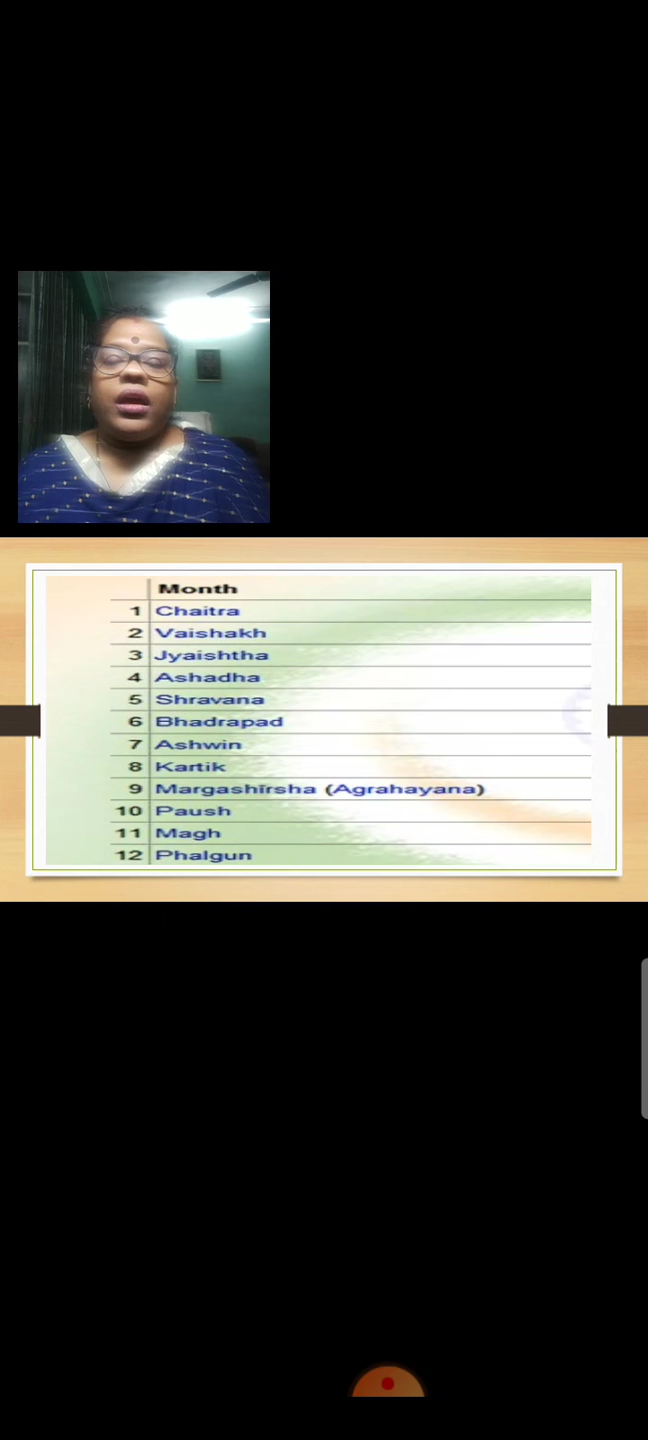 Month
1 Chaitra
2 Vaishakh
3 Jyaishtha
4 Ashadha
5 Shravana
6 Bhadrapad
7 Ashwin
8 Kartik
9 Margashīrsha (Agrahayana)
10 Paush
11 Magh
12 Phalgun